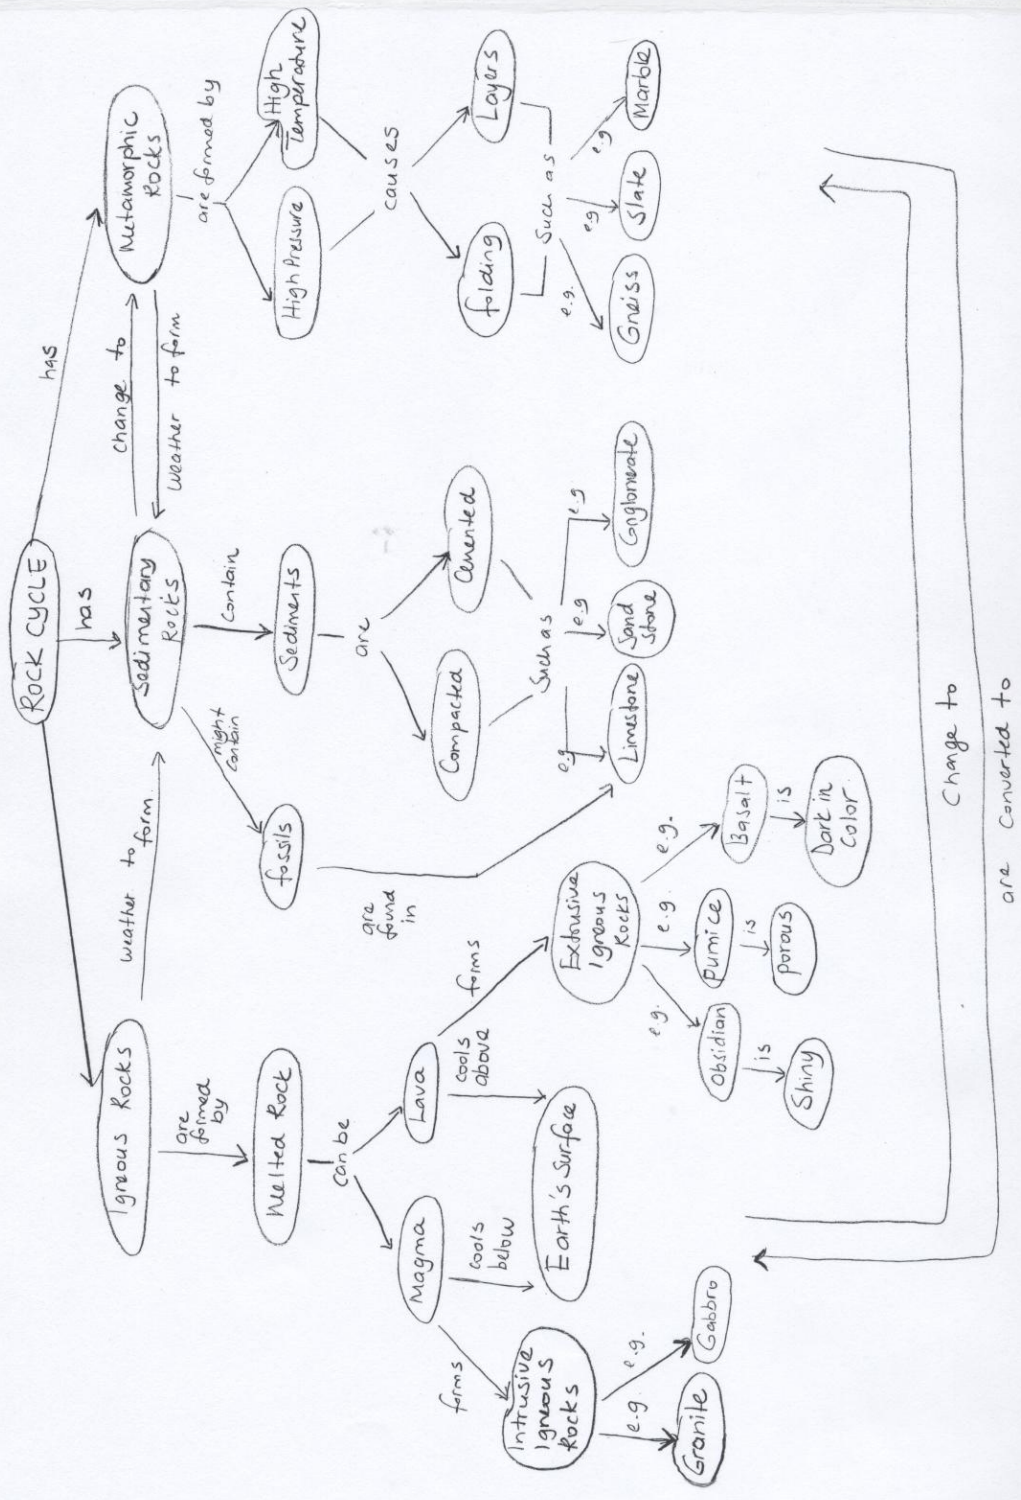 ROCK CYCLE
has
has
Igneous Rocks
weather to
form
Sedimentary
Rocks
change to
weather to form
Metamorphic
Rocks
are
formed
by
might
contain
contain
are formed by
Melted Rock
fossils
Sediments
High Pressure
High
Temperature
can be
are
found
in
are
causes
Magma
Lava
Compacted
Cemented
folding
Layers
forms
cools
below
cools
above
forms
Such as
Such as
Intrusive
Igneous
Rocks
Earth's Surface
Extrusive
Igneous
Rocks
e.g
e.g
e.g
e.g.
e.g
e.g
Limestone
Sand
stone
Conglomerate
Gneiss
Slate
Marble
e.g.
e.g.
e.g.
e.g.
e.g.
Granite
Gabbro
Obsidian
Pumice
Basalt
is
is
is
Shiny
porous
Dark in
color
Change to
are converted to